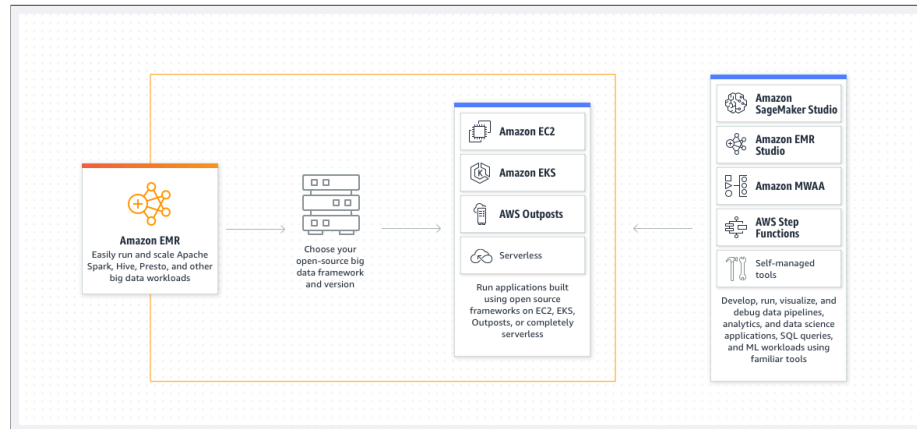 Amazon EMR
Easily run and scale Apache
Spark, Hive, Presto, and other
big data workloads
Choose your
open-source big
data framework
and version
Amazon EC2
Amazon EKS
AWS Outposts
Serverless
Run applications built
using open source
frameworks on EC2, EKS,
Outposts, or completely
serverless
Amazon
SageMaker Studio
Amazon EMR
Studio
Amazon MWAA
AWS Step
Functions
Self-managed
tools
Develop, run, visualize, and
debug data pipelines,
analytics, and data science
applications, SQL queries,
and ML workloads using
familiar tools